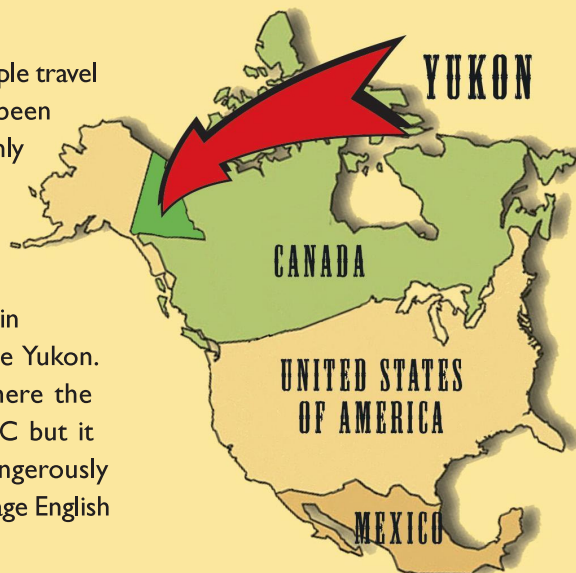 ple travel
been
nly
in
e Yukon.
here the
C but it
ngerously
ge English
YUKON
CANADA
UNITED STATES
OF AMERICA
MEXICO